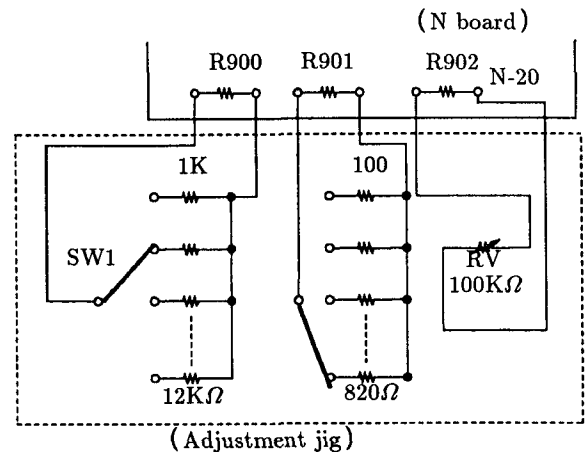 (N board)
R900 R901 R902 N-20
1K 100
SW1
RV
100KΩ
12KΩ 820Ω
(Adjustment jig)